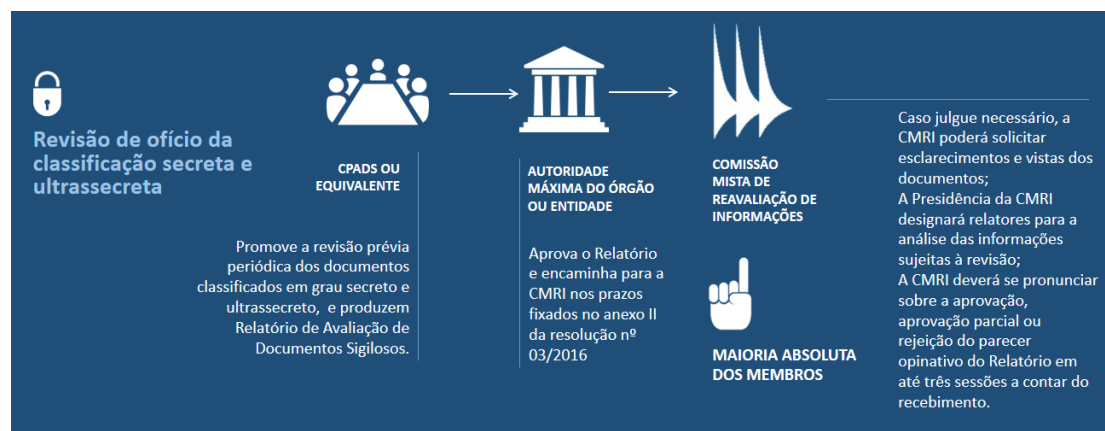 Revisão de ofício da
classificação secreta e
ultrassecreta
CPADS OU
EQUIVALENTE
Promove a revisão prévia
periódica dos documentos
classificados em grau secreto e
ultrassecreto,  e produzem
Relatório de Avaliação de
Documentos Sigilosos.
AUTORIDADE
MÁXIMA DO ÓRGÃO
OU ENTIDADE
Aprova o Relatório
e encaminha para a
CMRI nos prazos
fixados no anexo II
da resolução nº
03/2016
COMISSÃO
MISTA DE
REAVALIAÇÃO DE
INFORMAÇÕES
MAIORIA ABSOLUTA
DOS MEMBROS
Caso julgue necessário, a
CMRI poderá solicitar
esclarecimentos e vistas dos
documentos;
A Presidência da CMRI
designará relatores para a
análise das informações
sujeitas à revisão;
A CMRI deverá se pronunciar
sobre a aprovação,
aprovação parcial ou
rejeição do parecer
opinativo do Relatório em
até três sessões a contar do
recebimento.